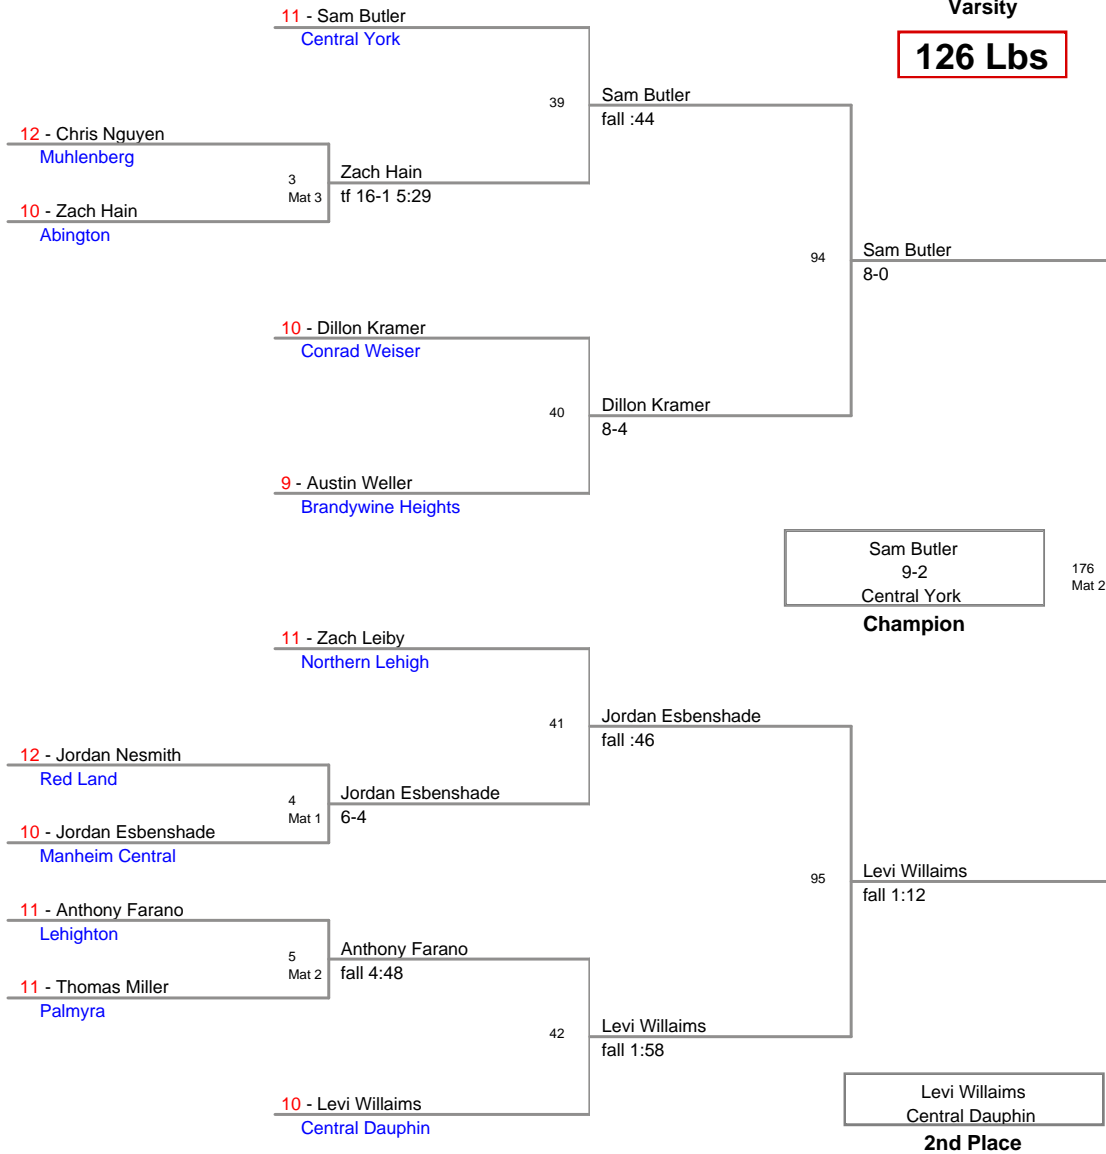 Varsity
126 Lbs
11 - Sam Butler
Central York
39
Sam Butler
fall :44
12 - Chris Nguyen
Muhlenberg
3
Mat 3
Zach Hain
tf 16-1 5:29
10 - Zach Hain
Abington
94
Sam Butler
8-0
10 - Dillon Kramer
Conrad Weiser
40
Dillon Kramer
8-4
9 - Austin Weller
Brandywine Heights
Sam Butler
9-2
Central York
176
Mat 2
Champion
11 - Zach Leiby
Northern Lehigh
41
Jordan Esbenshade
fall :46
12 - Jordan Nesmith
Red Land
4
Mat 1
Jordan Esbenshade
6-4
10 - Jordan Esbenshade
Manheim Central
95
Levi Willaims
fall 1:12
11 - Anthony Farano
Lehighton
5
Mat 2
Anthony Farano
fall 4:48
11 - Thomas Miller
Palmyra
42
Levi Willaims
fall 1:58
10 - Levi Willaims
Central Dauphin
Levi Willaims
Central Dauphin
2nd Place